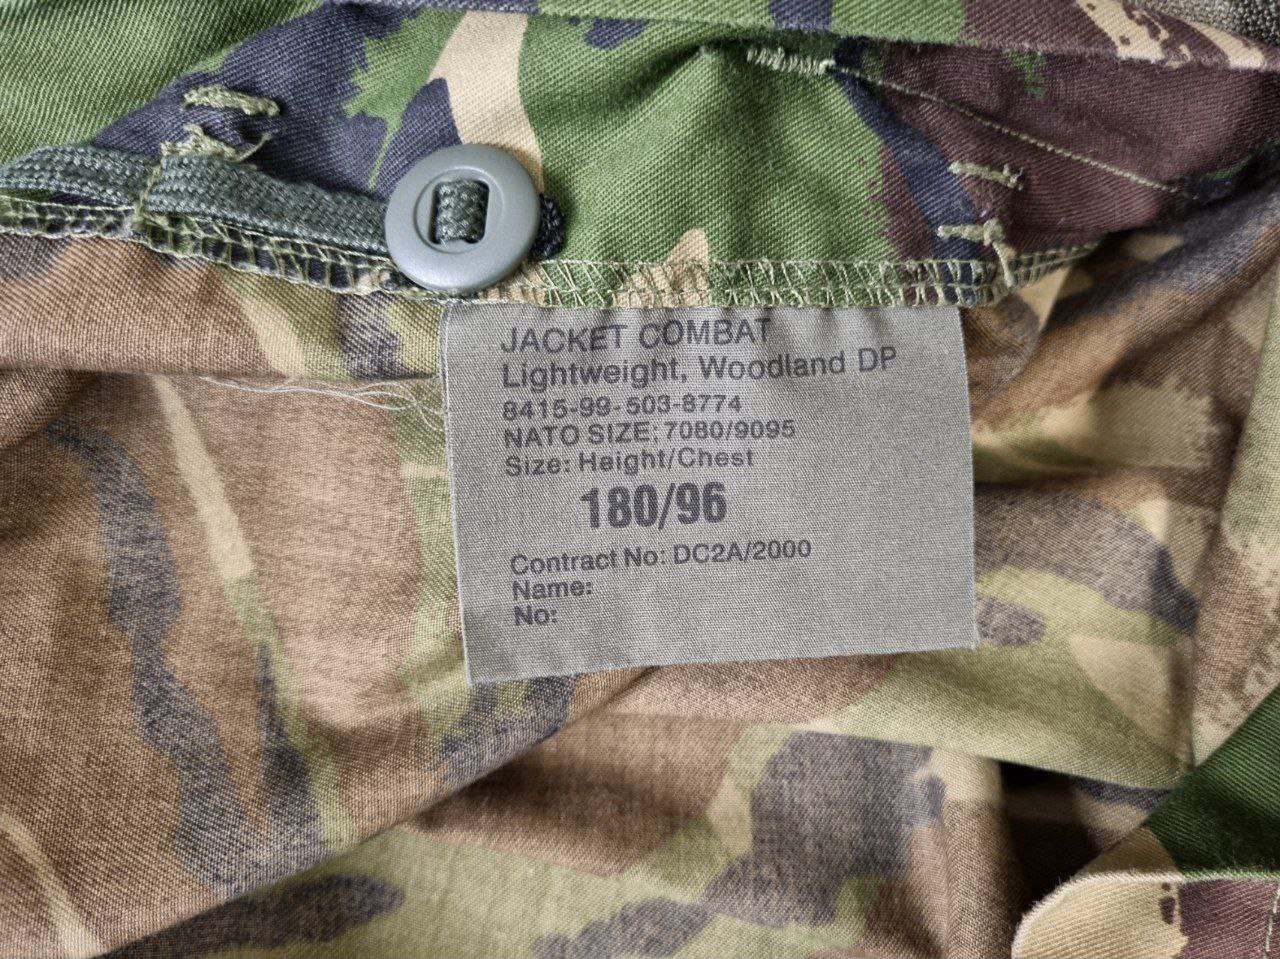 JACKET COMBAT
Lightweight, Woodland DP
8415-99-503-8774
NATO SIZE: 7080/9095
Size: Height/Chest
180/96
Contract No: DC2A/2000
Name:
No: